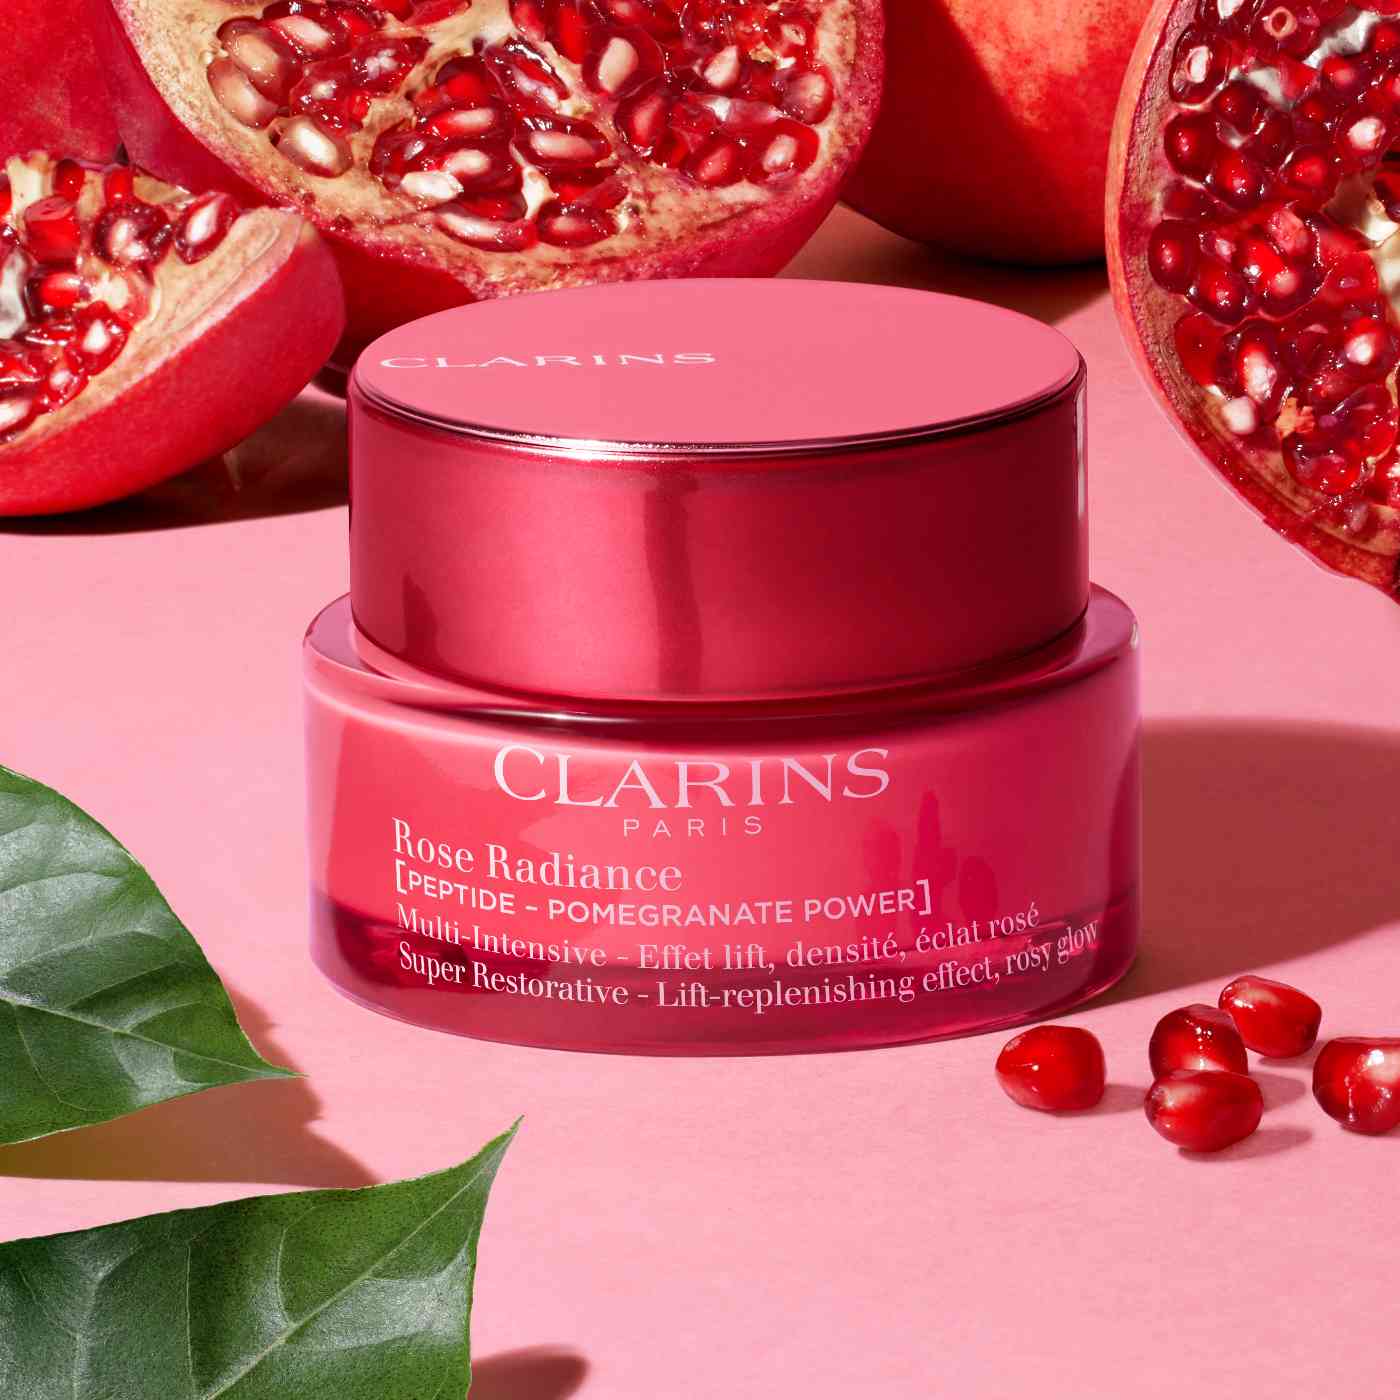 CLARINS
CLARINS
PARIS
Rose Radiance
[PEPTIDE – POMEGRANATE POWER]
Multi-Intensive - Effet lift, densité, éclat rosé
Super Restorative - Lift-replenishing effect, rosy glow